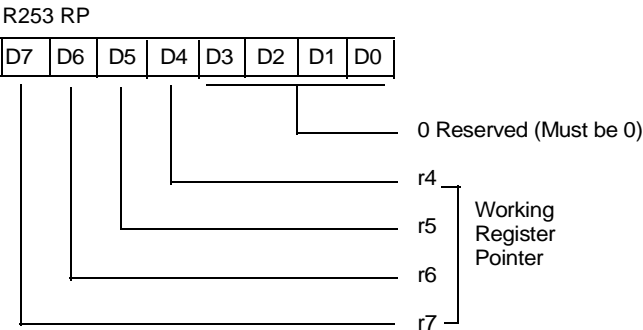 R253 RP
D7 D6 D5 D4 D3 D2 D1 D0
0 Reserved (Must be 0)
r4
r5
r6
r7
Working
Register
Pointer